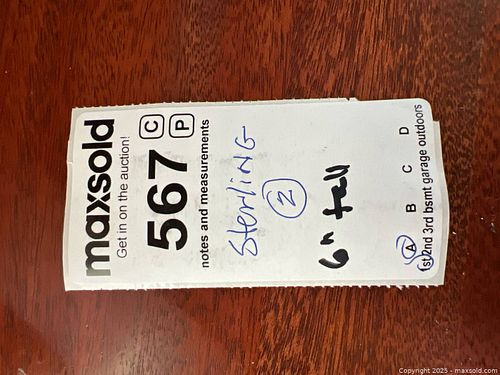 maxsold
Get in on the auction!
567 C P
notes and measurements
Sterling
2
6" tall
A B C D
1st 2nd 3rd bsmt garage outdoors
Copyright 2025 - maxsold.com